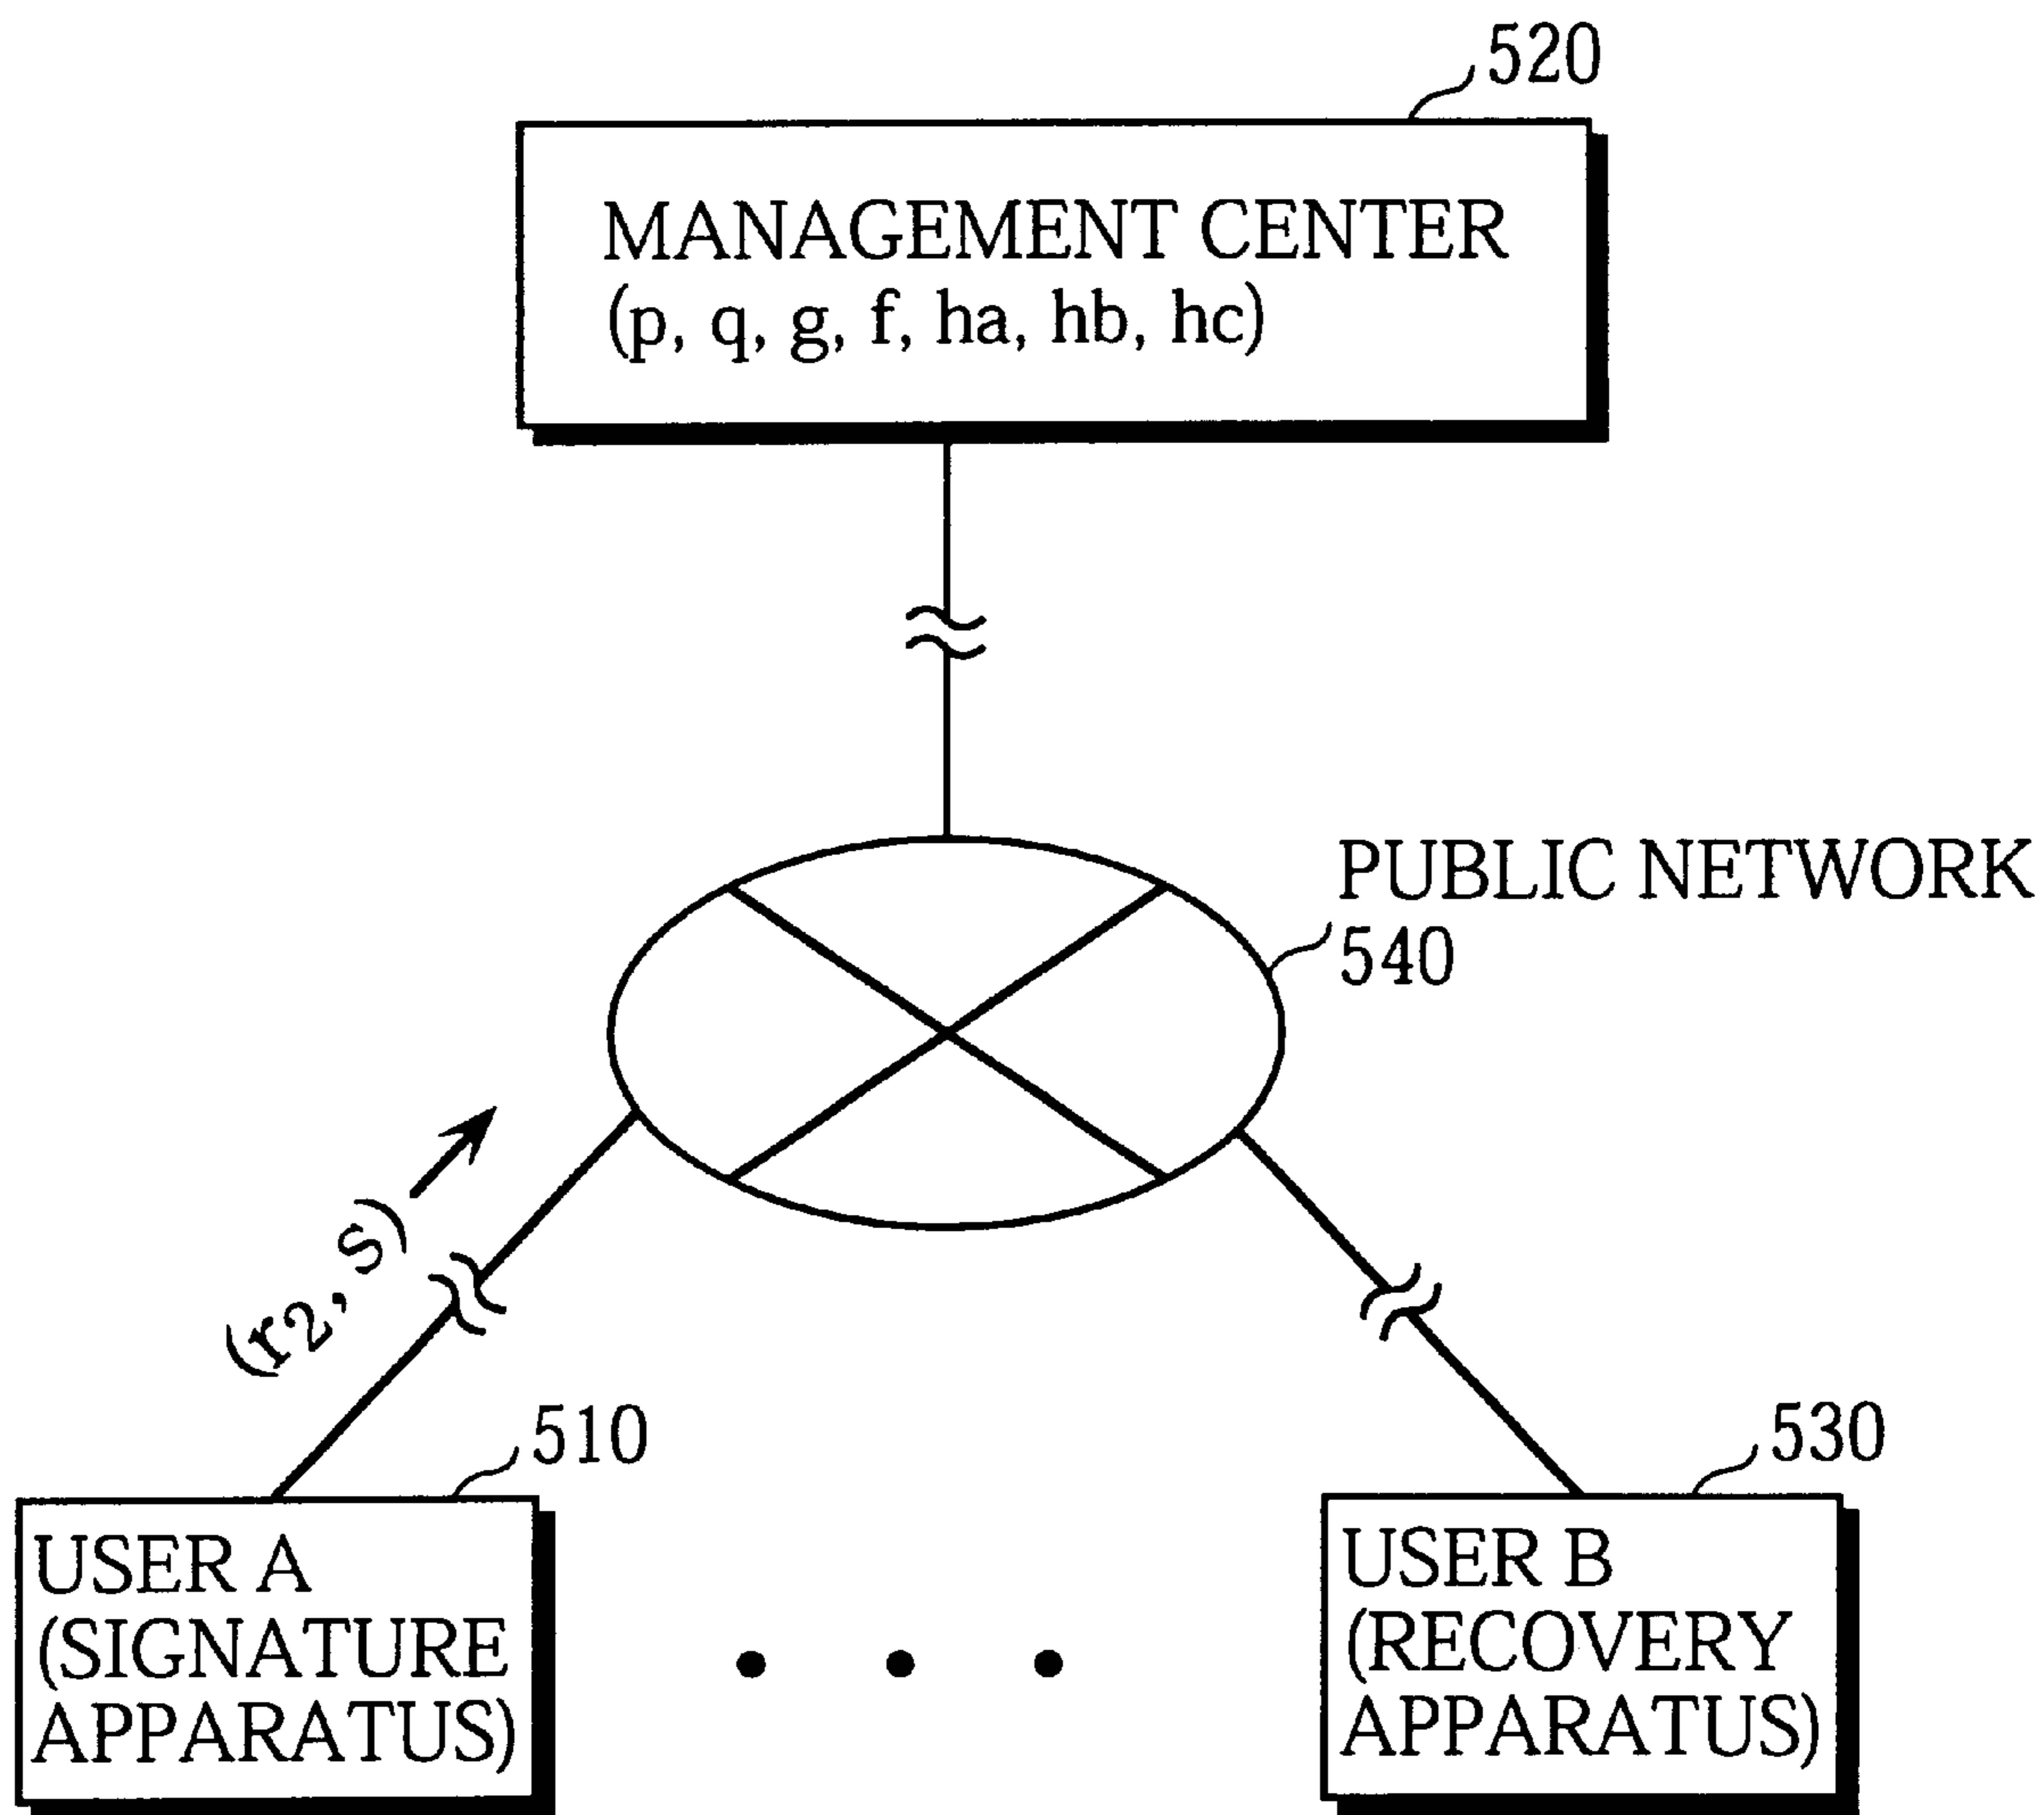 520
MANAGEMENT CENTER
(p, q, g, f, ha, hb, hc)
PUBLIC NETWORK
540
(r₂, s)
510
530
USER A
(SIGNATURE
APPARATUS)
USER B
(RECOVERY
APPARATUS)